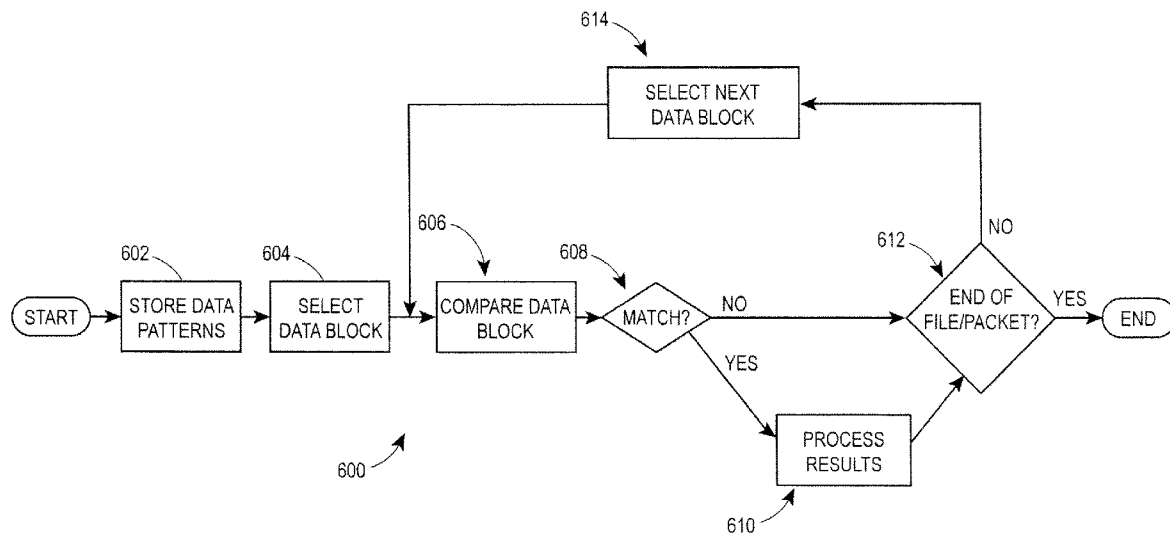 614
SELECT NEXT
DATA BLOCK
NO
606
608
612
602
604
START
STORE DATA
PATTERNS
SELECT
DATA BLOCK
COMPARE DATA
BLOCK
MATCH?
NO
YES
END OF
FILE/PACKET?
YES
END
PROCESS
RESULTS
600
610